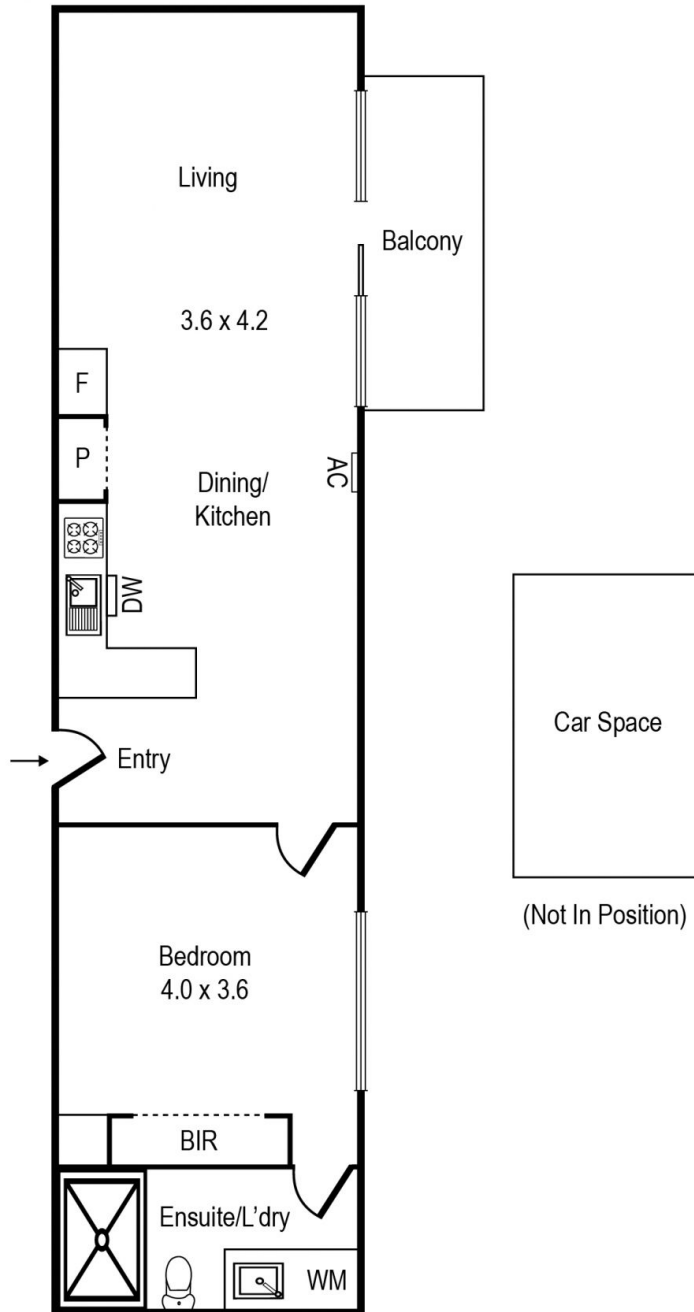 Living
Balcony
3.6 x 4.2
F
P
AC
Dining/
Kitchen
DW
Entry
Car Space
(Not In Position)
Bedroom
4.0 x 3.6
BIR
Ensuite/L'dry
WM